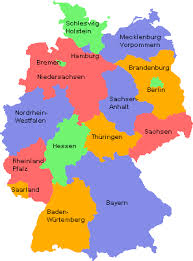 Schleswig
Holstein
Mecklenburg
Vorpommern
Hamburg
Bremen
Niedersachsen
Brandenburg
Berlin
Sachsen-
Anhalt
Nordrhein-
Westfalen
Hessen
Thüringen
Sachsen
Rheinland
Pfalz
Saarland
Baden-
Würtemberg
Bayern